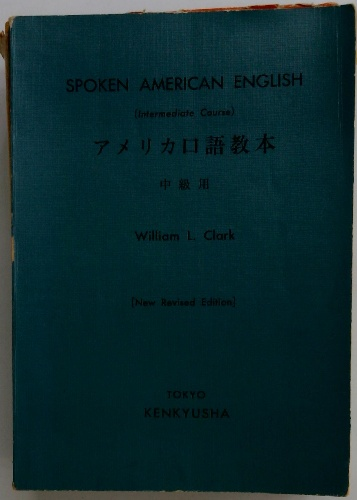 SPOKEN AMERICAN ENGLISH
(Intermediate Course)
アメリカ口語教本
中級用
William L. Clark
[New Revised Edition]
TOKYO
KENKYUSHA